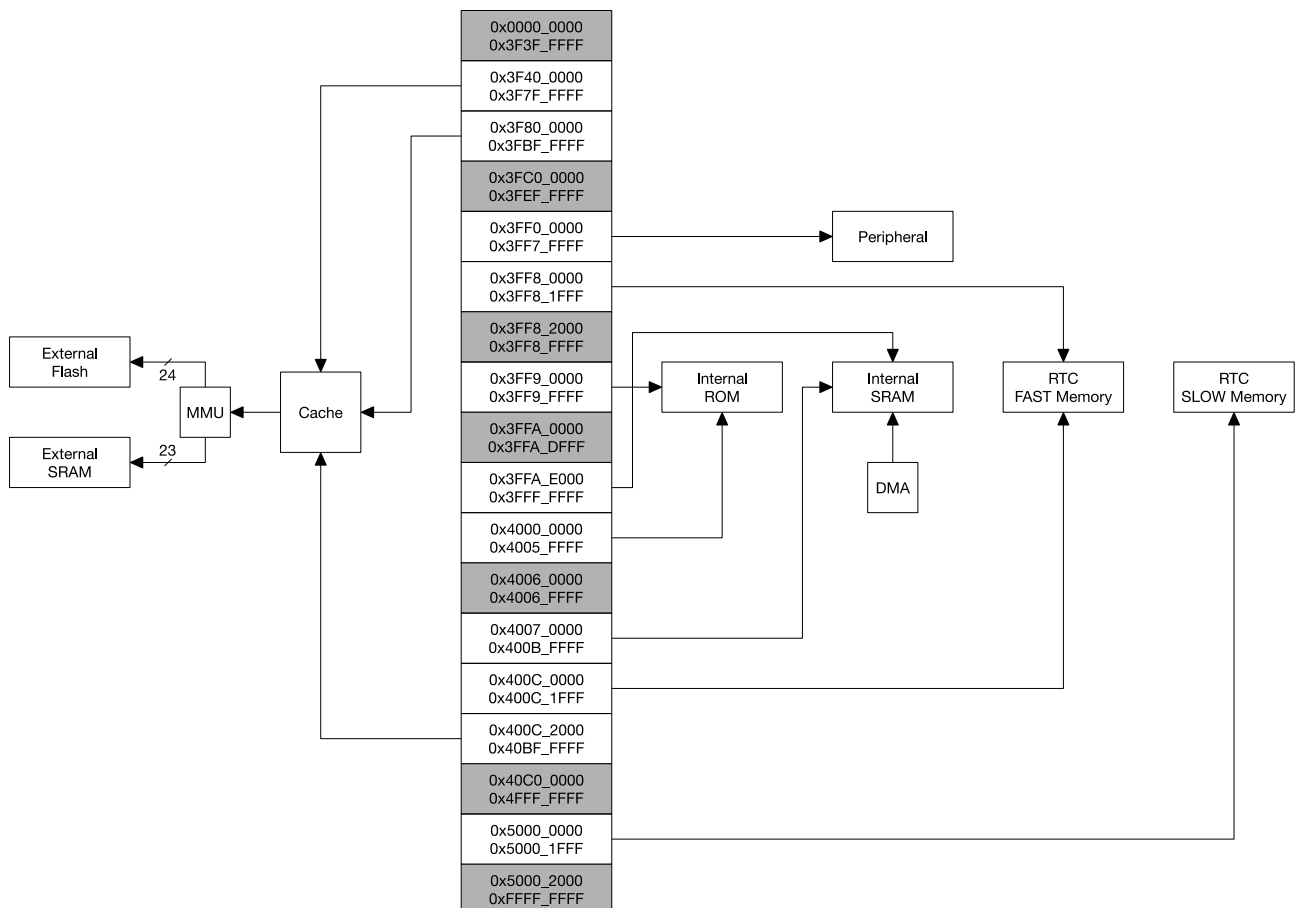 0x0000_0000
0x3F3F_FFFF
0x3F40_0000
0x3F7F_FFFF
0x3F80_0000
0x3FBF_FFFF
0x3FC0_0000
0x3FEF_FFFF
0x3FF0_0000
0x3FF7_FFFF
Peripheral
0x3FF8_0000
0x3FF8_1FFF
0x3FF8_2000
0x3FF8_FFFF
External
Flash
24
MMU
Cache
0x3FF9_0000
0x3FF9_FFFF
Internal
ROM
Internal
SRAM
RTC
FAST Memory
RTC
SLOW Memory
0x3FFA_0000
0x3FFA_DFFF
External
SRAM
23
0x3FFA_E000
0x3FFF_FFFF
DMA
0x4000_0000
0x4005_FFFF
0x4006_0000
0x4006_FFFF
0x4007_0000
0x400B_FFFF
0x400C_0000
0x400C_1FFF
0x400C_2000
0x40BF_FFFF
0x40C0_0000
0x4FFF_FFFF
0x5000_0000
0x5000_1FFF
0x5000_2000
0xFFFF_FFFF